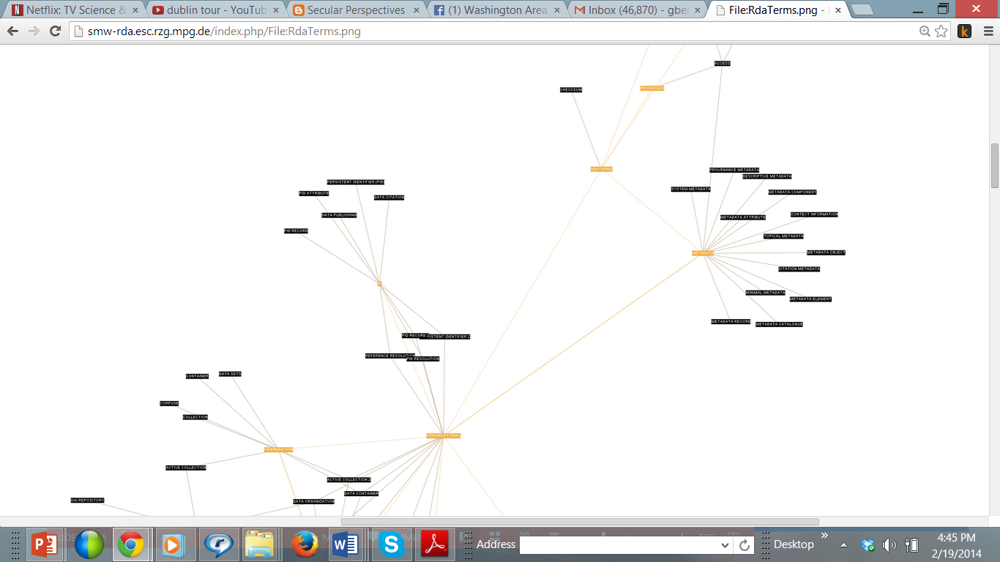 Netflix: TV Science &
dublin tour - YouTub
Secular Perspectives
(1) Washington Area
Inbox (46,870) - gber
File:RdaTerms.png -
smw-rda.esc.rzg.mpg.de/index.php/File:RdaTerms.png
ACCESS
CHECKSUM
PROCESSES
RDATERMS
PROVENANCE METADATA
DESCRIPTIVE METADATA
PERSISTENT IDENTIFIER (PID)
SYSTEM METADATA
METADATA COMPONENT
PID ATTRIBUTE
DATA CITATION
DATA PUBLISHING
METADATA ATTRIBUTE
CONTEXT INFORMATION
PID RECORD
TOPICAL METADATA
METADATA
METADATA OBJECT
CITATION METADATA
MINIMAL METADATA
METADATA ELEMENT
METADATA RECORD
METADATA CATALOGUE
PID RECORD 2
ISTENT IDENTIFIER 2
REFERENCE RESOLUTION
PID RESOLUTION
CONTAINER
DATA SETS
CORPUSE
COLLECTION
ORGANIZATIONAL
AGGREGATION
ACTIVE COLLECTION
ACTIVE COLLECTION 2
DATA CONTAINER
OAI REPOSITORY
DATA ORGANIZATION
Address
Desktop
4:45 PM
2/19/2014